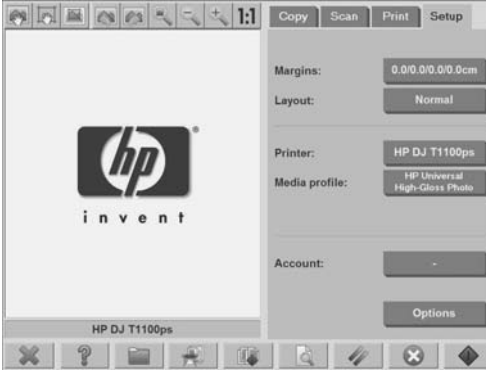 1:1
Copy
Scan
Print
Setup
Margins:
0.0/0.0/0.0/0.0cm
Layout:
Normal
hp
invent
Printer:
HP DJ T1100ps
Media profile:
HP Universal
High-Gloss Photo
Account:
-
Options
HP DJ T1100ps